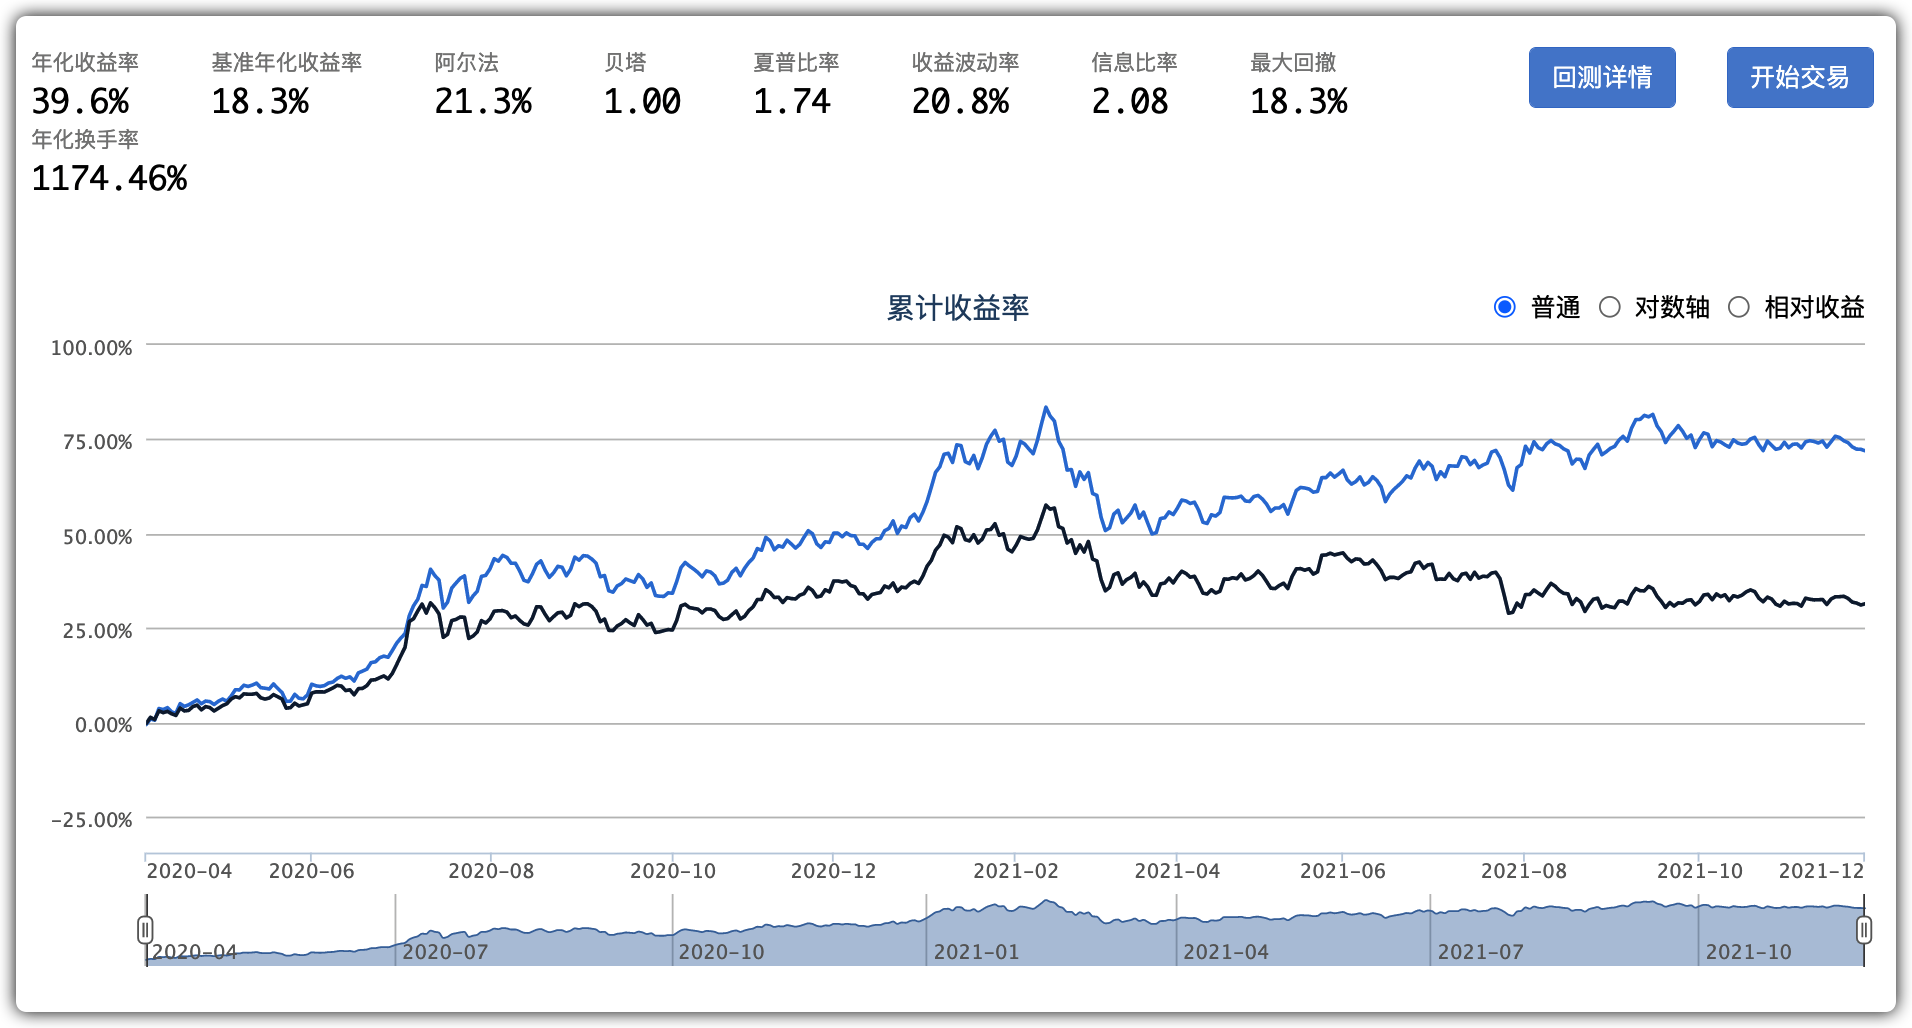 年化收益率 基准年化收益率 阿尔法 贝塔 夏普比率 收益波动率 信息比率 最大回撤
39.6% 18.3% 21.3% 1.00 1.74 20.8% 2.08 18.3%
回测详情 开始交易
年化换手率
1174.46%
累计收益率
普通 对数轴 相对收益
100.00%
75.00%
50.00%
25.00%
0.00%
-25.00%
2020-04 2020-06 2020-08 2020-10 2020-12 2021-02 2021-04 2021-06 2021-08 2021-10 2021-12
2020-04 2020-07 2020-10 2021-01 2021-04 2021-07 2021-10